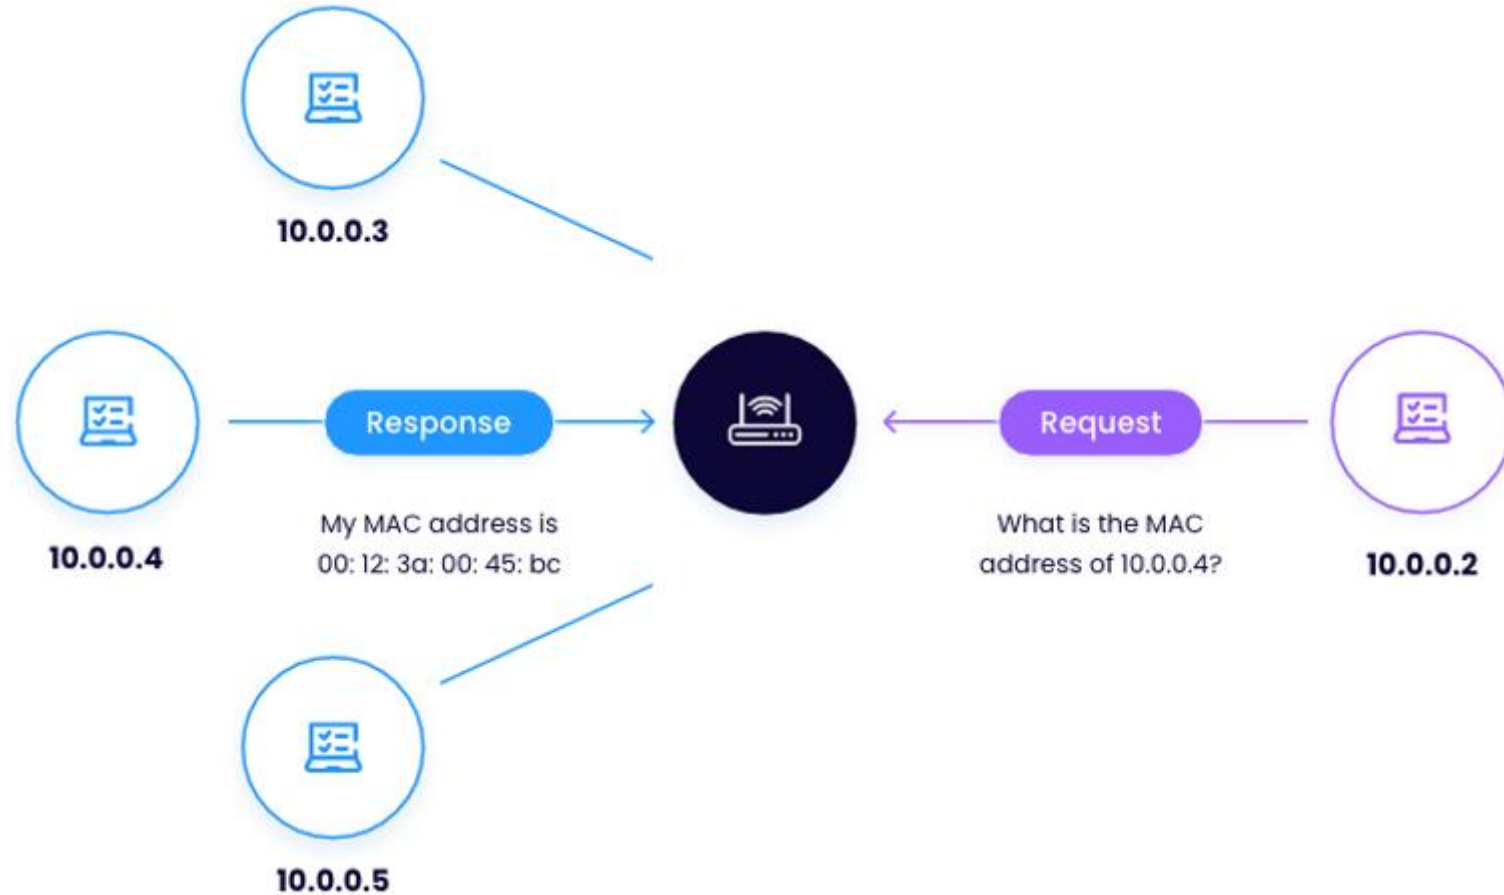 10.0.0.3
Response
Request
My MAC address is
00: 12: 3a: 00: 45: bc
What is the MAC
address of 10.0.0.4?
10.0.0.4
10.0.0.2
10.0.0.5